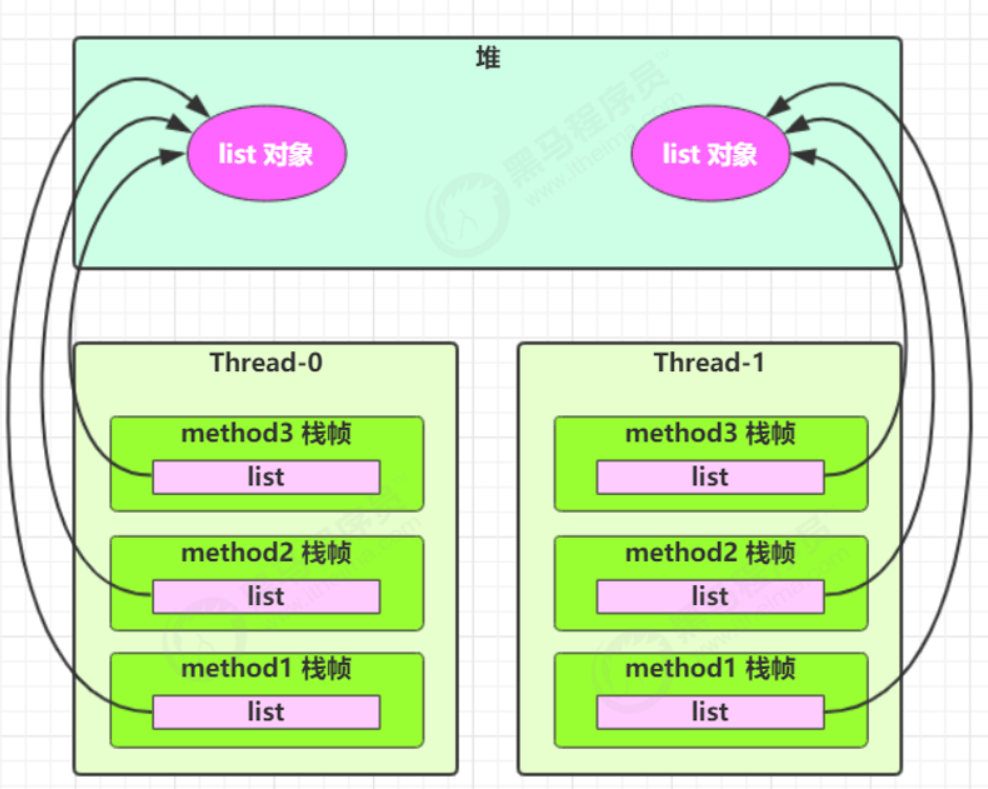 堆
list 对象
list 对象
黑马程序员™
www.itheima.com
Thread-0
method3 栈帧
list
method2 栈帧
list
method1 栈帧
list
Thread-1
method3 栈帧
list
method2 栈帧
list
method1 栈帧
list